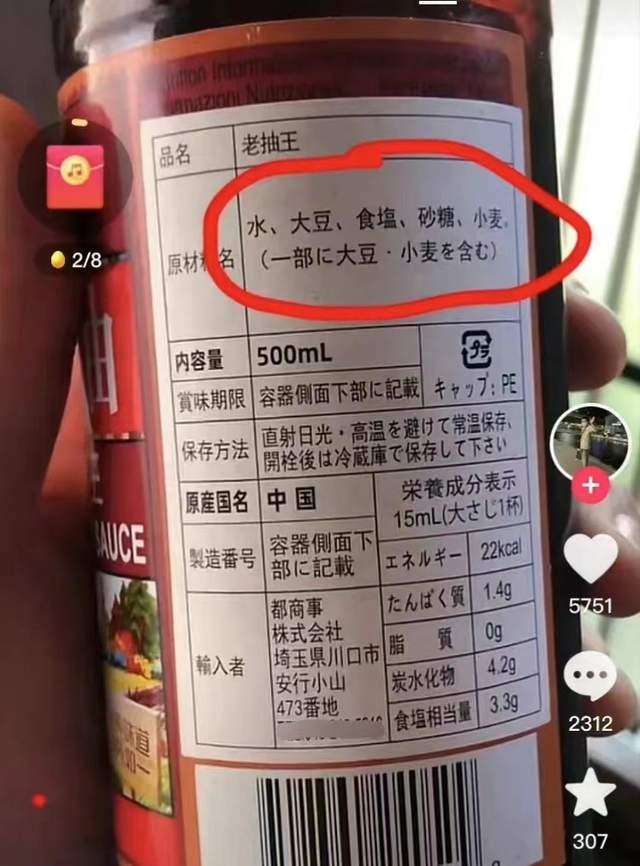 2/8
品名
老抽王
原材料名
水、大豆、食塩、砂糖、小麦。
(一部に大豆・小麦を含む)
内容量
500mL
プラ
キャップ:PE
賞味期限
容器側面下部に記載
保存方法
直射日光・高温を避けて常温保存、
開栓後は冷蔵庫で保存して下さい
原産国名
中国
製造番号
容器側面下
部に記載
輸入者
都商事
株式会社
埼玉県川口市
安行小山
473番地
栄養成分表示
15mL(大さじ1杯)
エネルギー
22kcal
たんぱく質
1.4g
脂質
0g
炭水化物
4.2g
食塩相当量
3.3g
SAUCE
味道
5751
2312
307